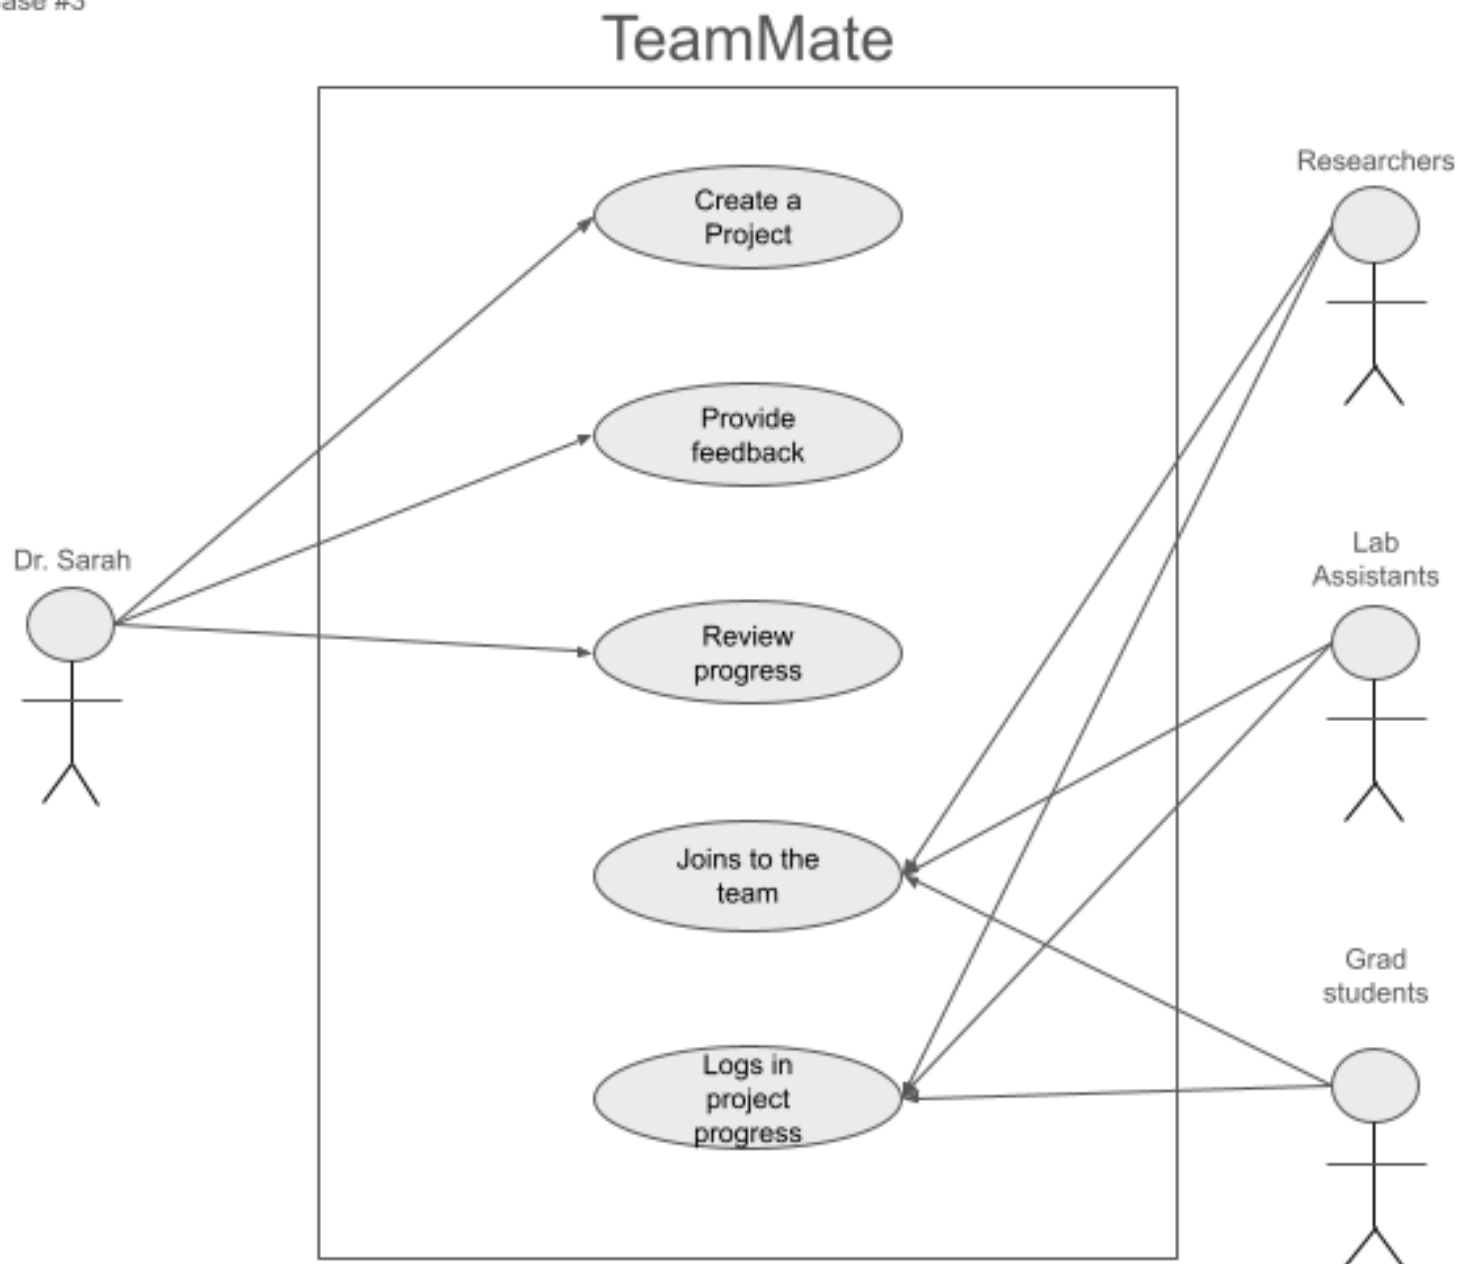 #3
TeamMate
Researchers
Create a
Project
Provide
feedback
Lab
Assistants
Dr. Sarah
Review
progress
Joins to the
team
Grad
students
Logs in
project
progress